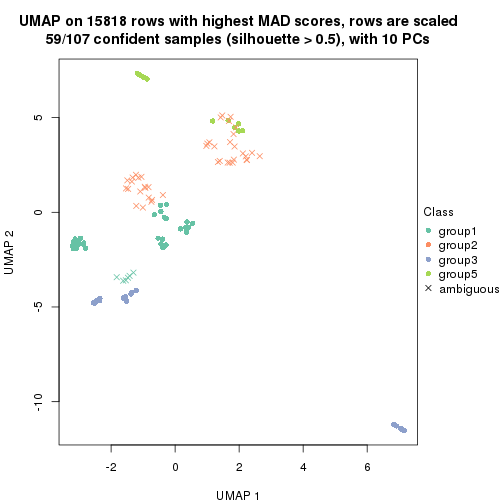 UMAP on 15818 rows with highest MAD scores, rows are scaled
59/107 confident samples (silhouette > 0.5), with 10 PCs
5
0
-5
-10
UMAP 2
-2
0
2
4
6
UMAP 1
Class
group1
group2
group3
group5
ambiguous